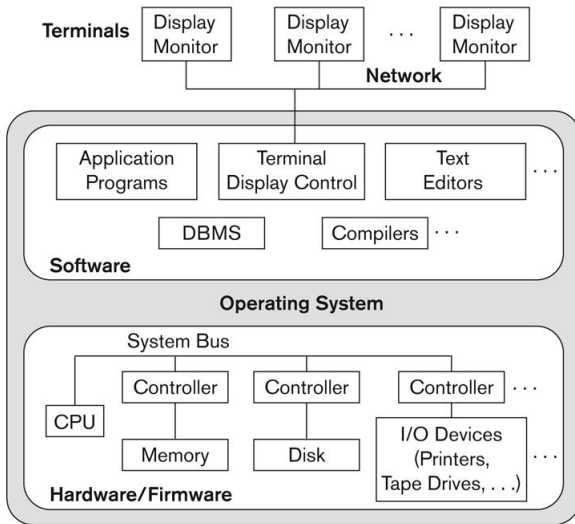 Terminals
Display
Monitor
Display
Monitor
. . .
Display
Monitor
Network
Application
Programs
Terminal
Display Control
Text
Editors
. . .
DBMS
Compilers
. . .
Software
Operating System
System Bus
Controller
Controller
Controller
. . .
CPU
Memory
Disk
I/O Devices
(Printers,
Tape Drives, . . .)
. . .
Hardware/Firmware